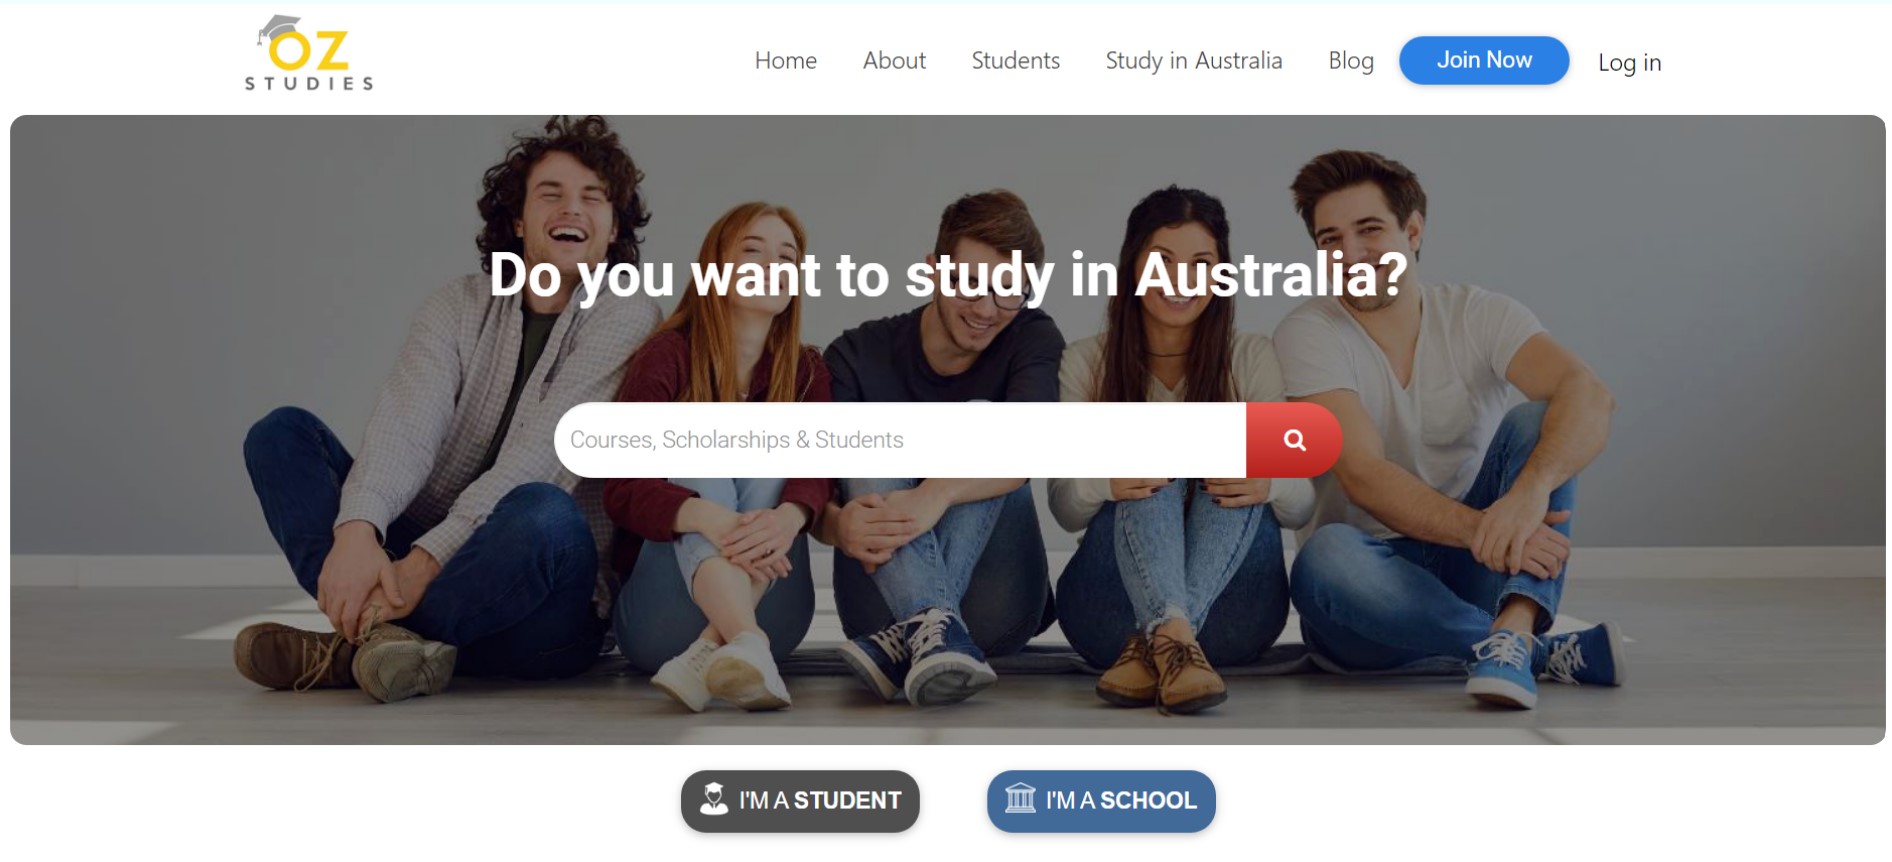 OZ
STUDIES
Home About Students Study in Australia Blog Join Now Log in
Do you want to study in Australia?
Courses, Scholarships & Students
I'M A STUDENT
I'M A SCHOOL